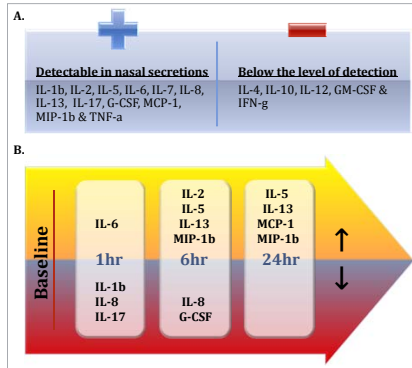 A.
Detectable in nasal secretions
IL-1b, IL-2, IL-5, IL-6, IL-7, IL-8,
IL-13, IL-17, G-CSF, MCP-1,
MIP-1b & TNF-a
Below the level of detection
IL-4, IL-10, IL-12, GM-CSF &
IFN-g
B.
Baseline
IL-6
1hr
IL-1b
IL-8
IL-17
IL-2
IL-5
IL-13
MIP-1b
6hr
IL-8
G-CSF
IL-5
IL-13
MCP-1
MIP-1b
24hr